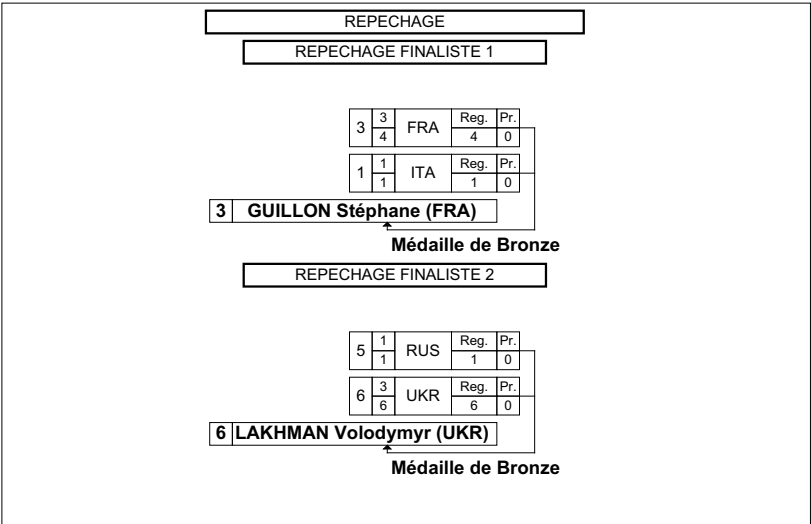 REPECHAGE
REPECHAGE FINALISTE 1
3 3 FRA Reg. Pr.
4 4 0
1 1 ITA Reg. Pr.
1 1 0
3 GUILLON Stéphane (FRA)
Médaille de Bronze
REPECHAGE FINALISTE 2
5 1 RUS Reg. Pr.
1 1 0
6 3 UKR Reg. Pr.
6 6 0
6 LAKHMAN Volodymyr (UKR)
Médaille de Bronze